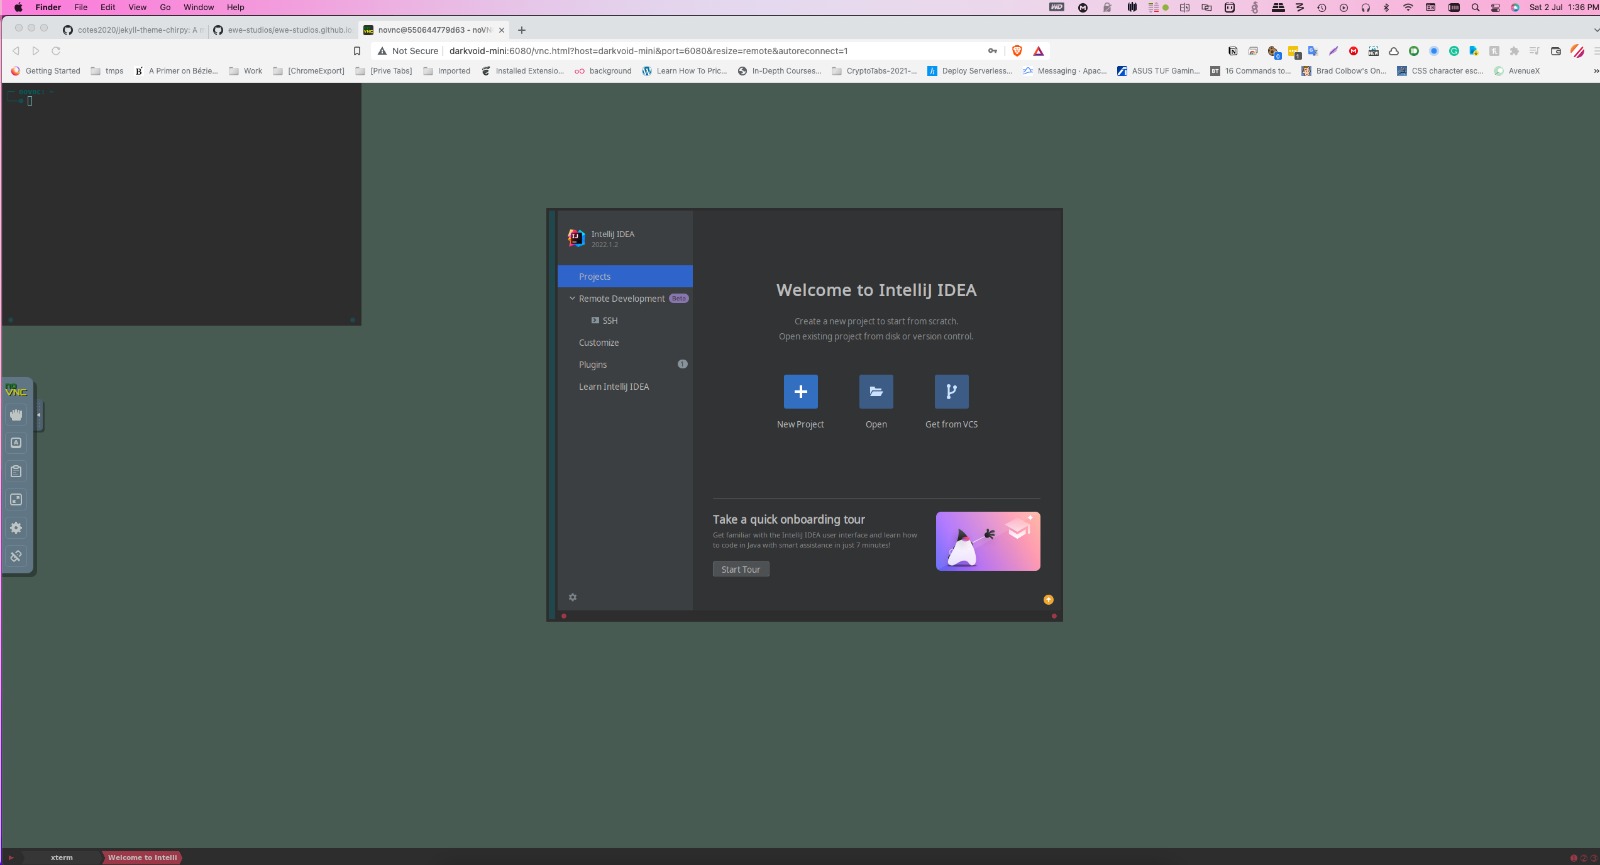 Finder File Edit View Go Window Help
Sat 2 Jul 1:36 PM
cotes2020/jekyll-theme-chirpy: A
ewe-studios/ewe-studios.github.io
novnc@550644779d63 - noVN
Not Secure darkvoid-mini:6080/vnc.html?host=darkvoid-mini&port=6080&resize=remote&autoreconnect=1
Getting Started tmps A Primer on Bézie... Work [ChromeExport] [Prive Tabs] Imported Installed Extensio... background Learn How To Pric... In-Depth Courses... CryptoTabs-2021-... Deploy Serverless... Messaging · Apac... ASUS TUF Gamin... BT 16 Commands to... Brad Colbow's On... CSS character esc... AvenueX »
no
VNC
IntelliJ IDEA
2022.1.2
Projects
Remote Development Beta
SSH
Customize
Plugins 1
Learn IntelliJ IDEA
Welcome to IntelliJ IDEA
Create a new project to start from scratch.
Open existing project from disk or version control.
New Project Open Get from VCS
Take a quick onboarding tour
Get familiar with the IntelliJ IDEA user interface and learn how
to code in Java with smart assistance in just 7 minutes!
Start Tour
xterm Welcome to Intelli